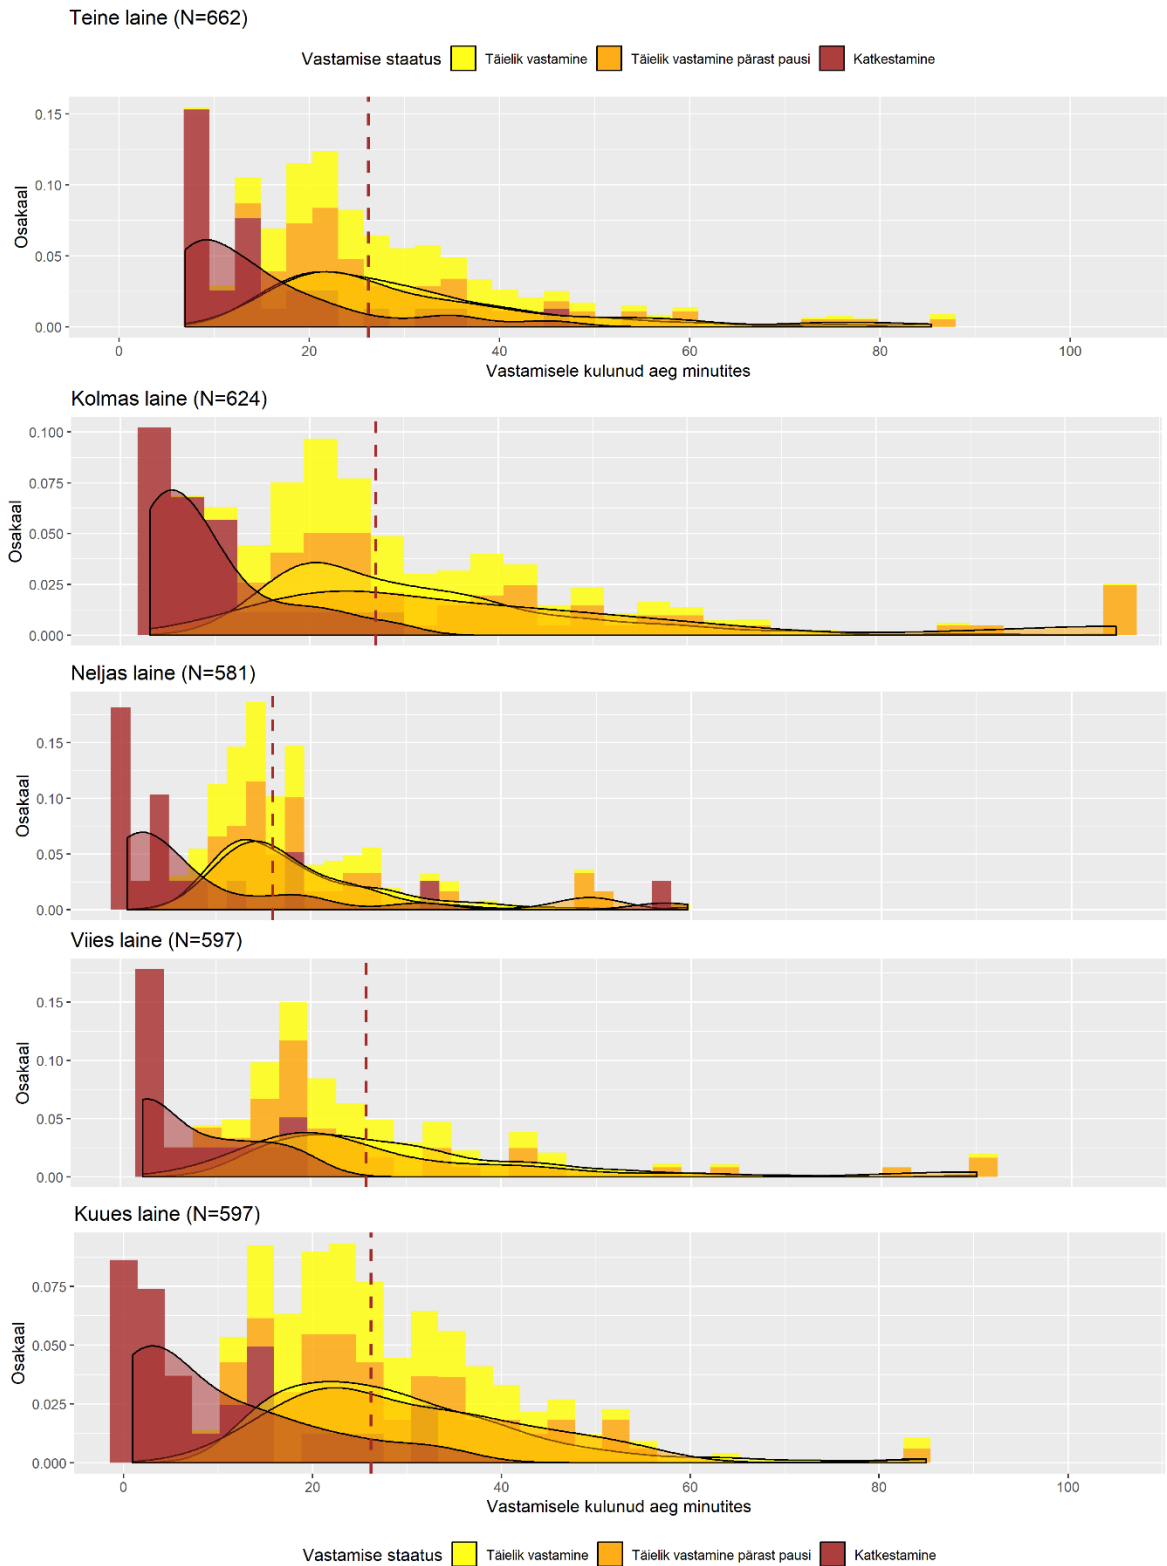 Teine laine (N=662)
Vastamise staatus Täielik vastamine Täielik vastamine pärast pausi Katkestamine
Osakaal
0.15
0.10
0.05
0.00
0 20 40 60 80 100
Vastamisele kulunud aeg minutites
Kolmas laine (N=624)
Osakaal
0.100
0.075
0.050
0.025
0.000
Neljas laine (N=581)
Osakaal
0.15
0.10
0.05
0.00
Viies laine (N=597)
Osakaal
0.15
0.10
0.05
0.00
Kuues laine (N=597)
Osakaal
0.075
0.050
0.025
0.000
0 20 40 60 80 100
Vastamisele kulunud aeg minutites
Vastamise staatus Täielik vastamine Täielik vastamine pärast pausi Katkestamine